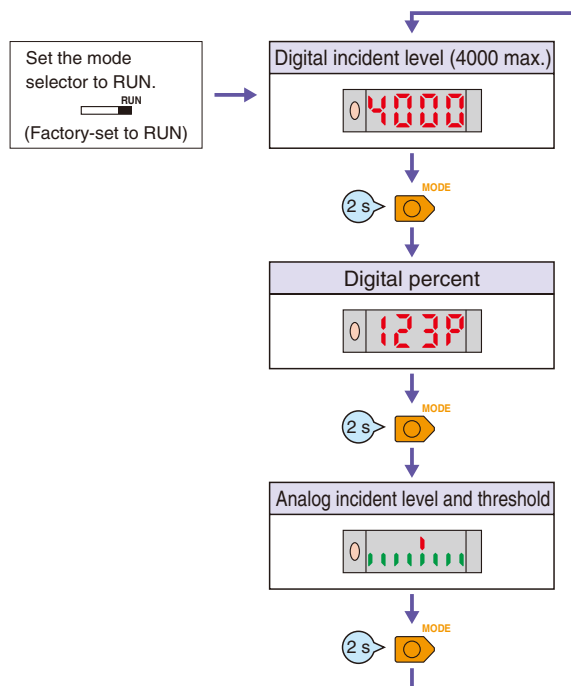 Set the mode
selector to RUN.
RUN
(Factory-set to RUN)
Digital incident level (4000 max.)
4000
MODE
2 s
Digital percent
123P
MODE
2 s
Analog incident level and threshold
MODE
2 s